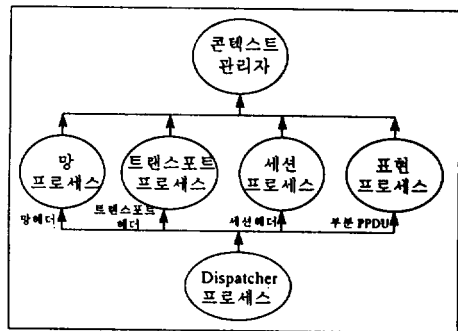 콘텍스트
관리자
망
프로세스
트랜스포트
프로세스
세션
프로세스
표현
프로세스
망헤더
트랜스포트
헤더
세션헤더
부분 PPDU
Dispatcher
프로세스